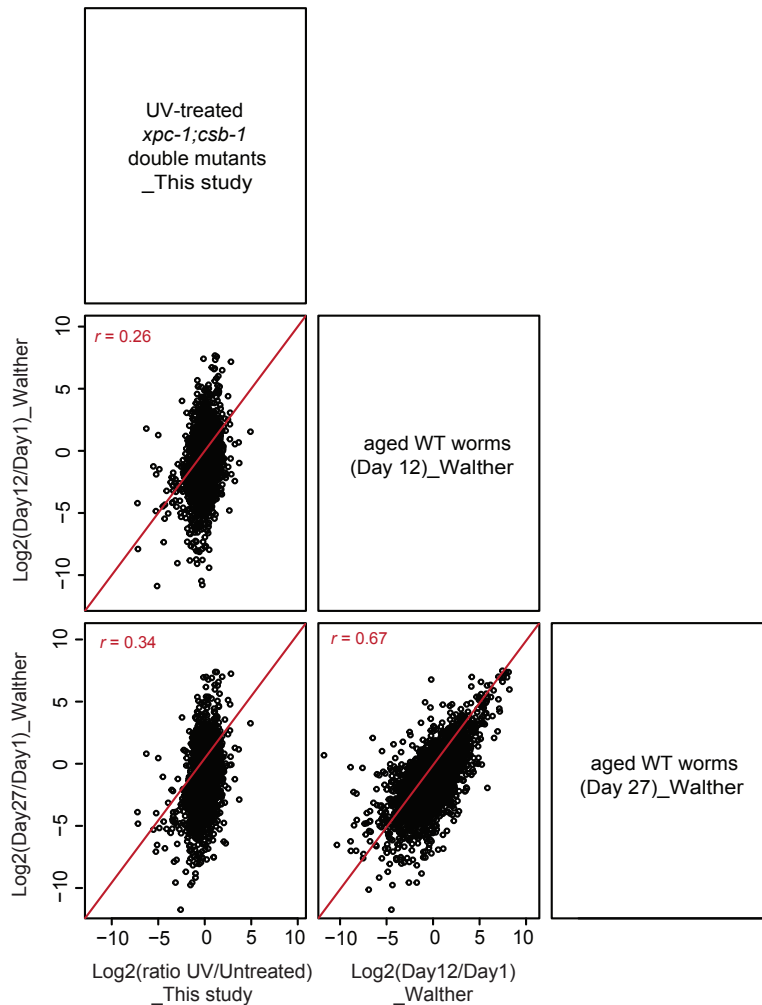 UV-treated
xpc-1;csb-1
double mutants
_This study
Log2(Day12/Day1)_Walther
10
5
0
−5
−10
r = 0.26
aged WT worms
(Day 12)_Walther
Log2(Day27/Day1)_Walther
10
5
0
−5
−10
r = 0.34
r = 0.67
aged WT worms
(Day 27)_Walther
−10 −5 0 5 10
−10 −5 0 5 10
Log2(ratio UV/Untreated)
_This study
Log2(Day12/Day1)
_Walther